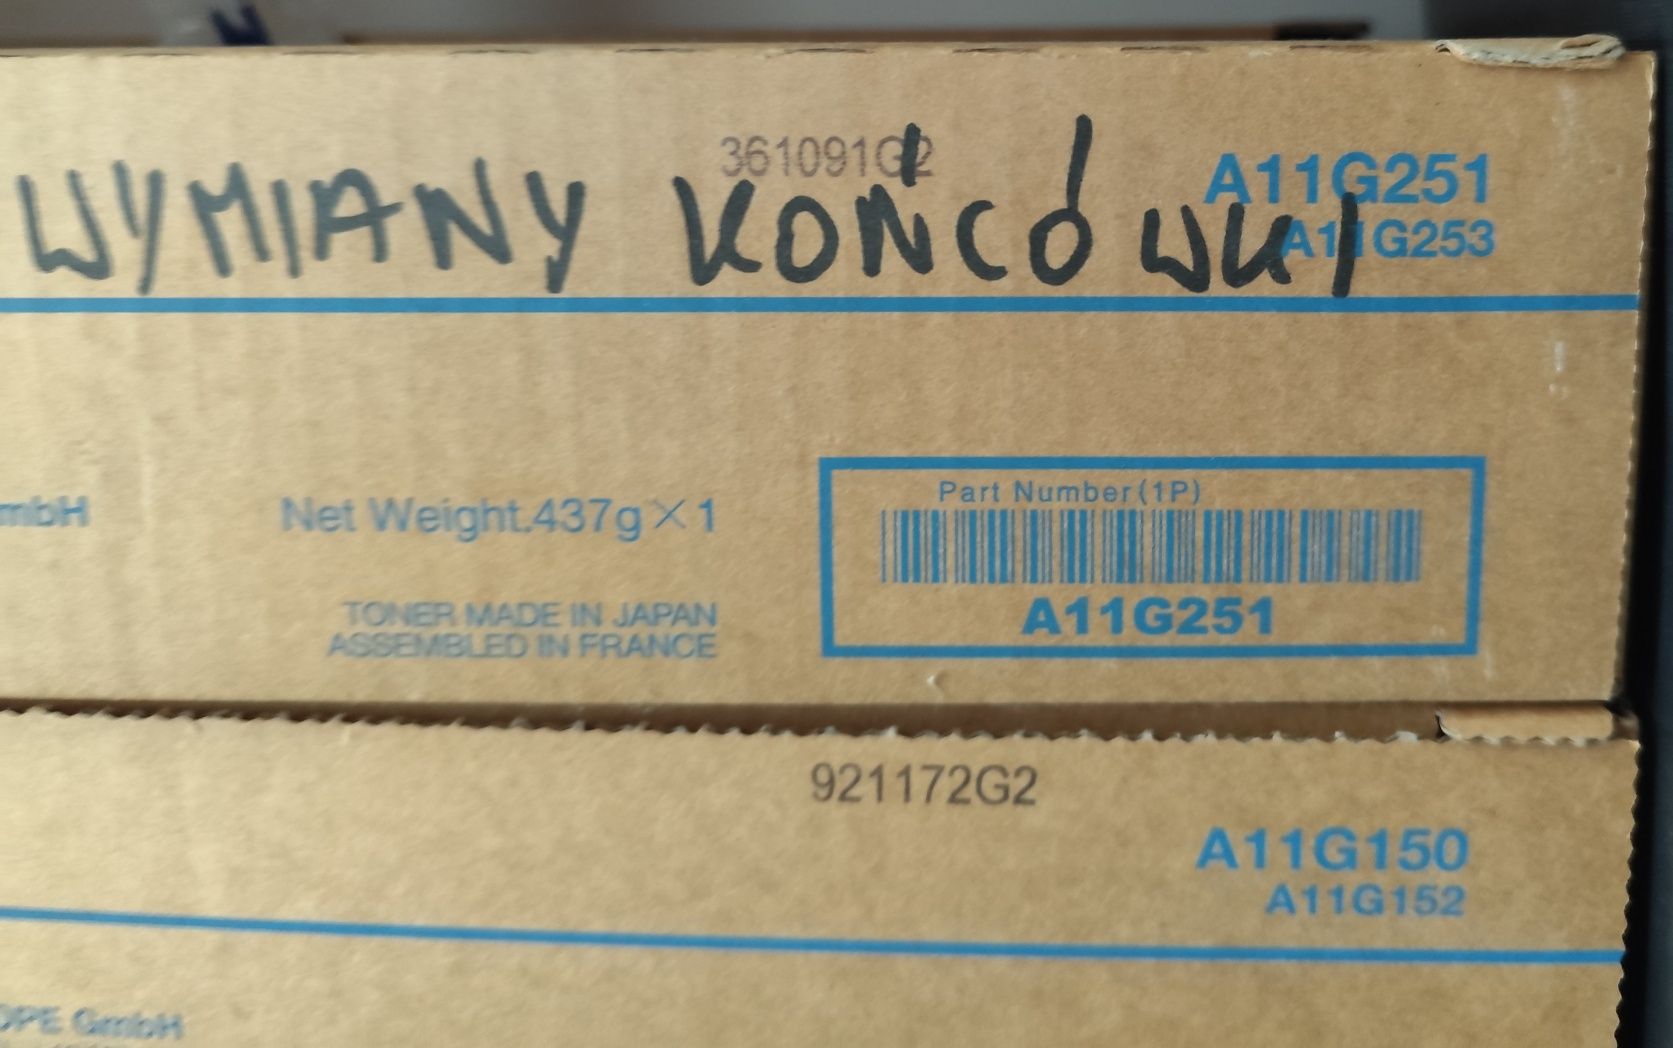 361091G2
A11G251
WYMIANY KOŃCÓWKI
A11G253
mbH
Net Weight.437g×1
TONER MADE IN JAPAN
ASSEMBLED IN FRANCE
Part Number(1P)
A11G251
921172G2
A11G150
A11G152
OPE GmbH